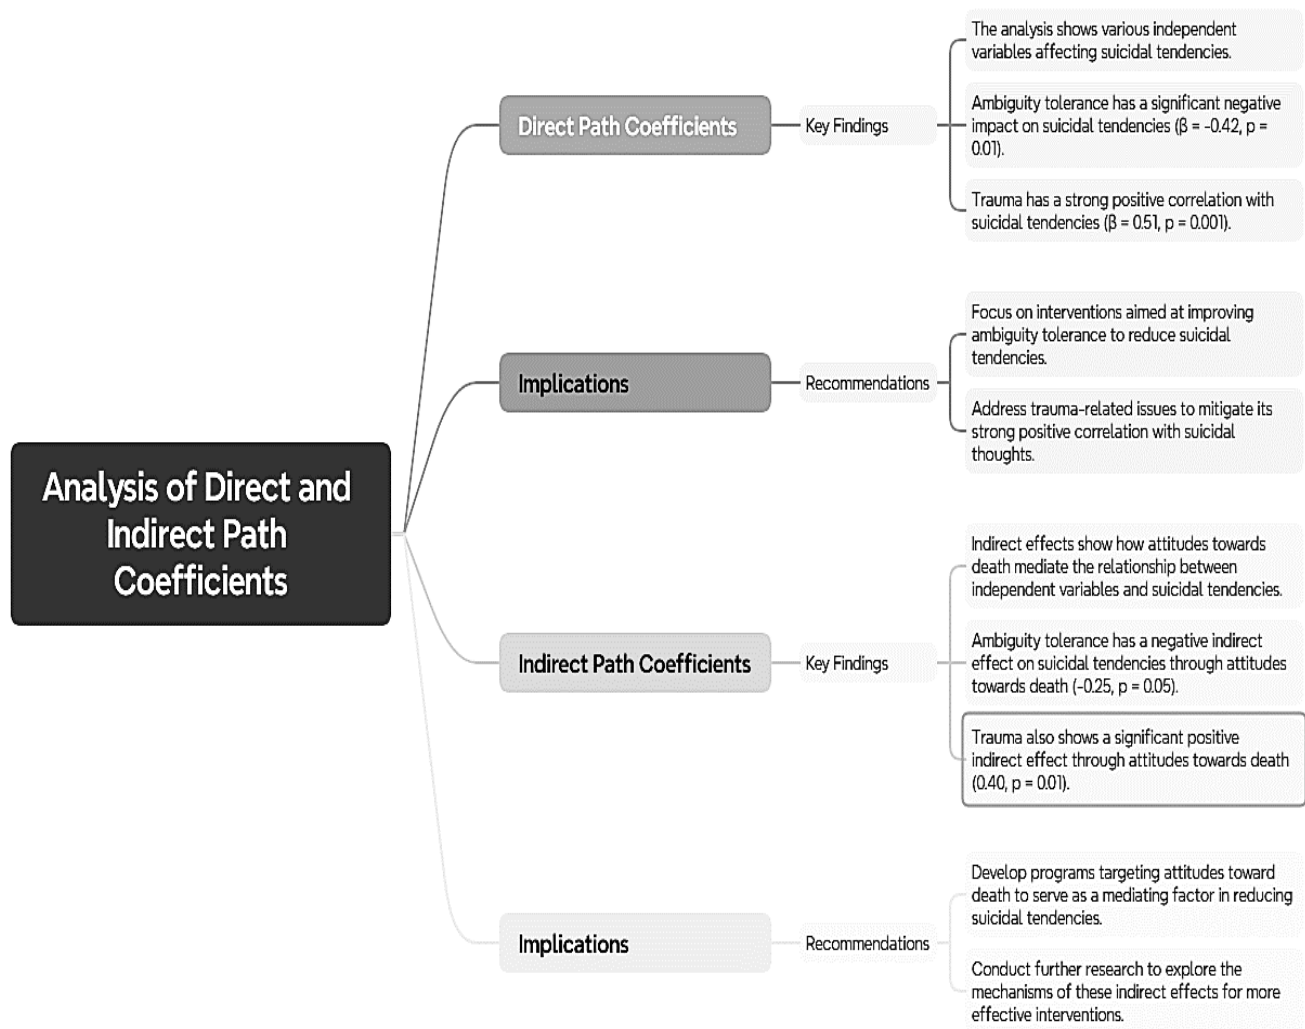 Analysis of Direct and
Indirect Path
Coefficients
Direct Path Coefficients
Key Findings
The analysis shows various independent
variables affecting suicidal tendencies.
Ambiguity tolerance has a significant negative
impact on suicidal tendencies (β = -0.42, p =
0.01).
Trauma has a strong positive correlation with
suicidal tendencies (β = 0.51, p = 0.001).
Implications
Recommendations
Focus on interventions aimed at improving
ambiguity tolerance to reduce suicidal
tendencies.
Address trauma-related issues to mitigate its
strong positive correlation with suicidal
thoughts.
Indirect Path Coefficients
Key Findings
Indirect effects show how attitudes towards
death mediate the relationship between
independent variables and suicidal tendencies.
Ambiguity tolerance has a negative indirect
effect on suicidal tendencies through attitudes
towards death (-0.25, p = 0.05).
Trauma also shows a significant positive
indirect effect through attitudes towards death
(0.40, p = 0.01).
Implications
Recommendations
Develop programs targeting attitudes toward
death to serve as a mediating factor in reducing
suicidal tendencies.
Conduct further research to explore the
mechanisms of these indirect effects for more
effective interventions.